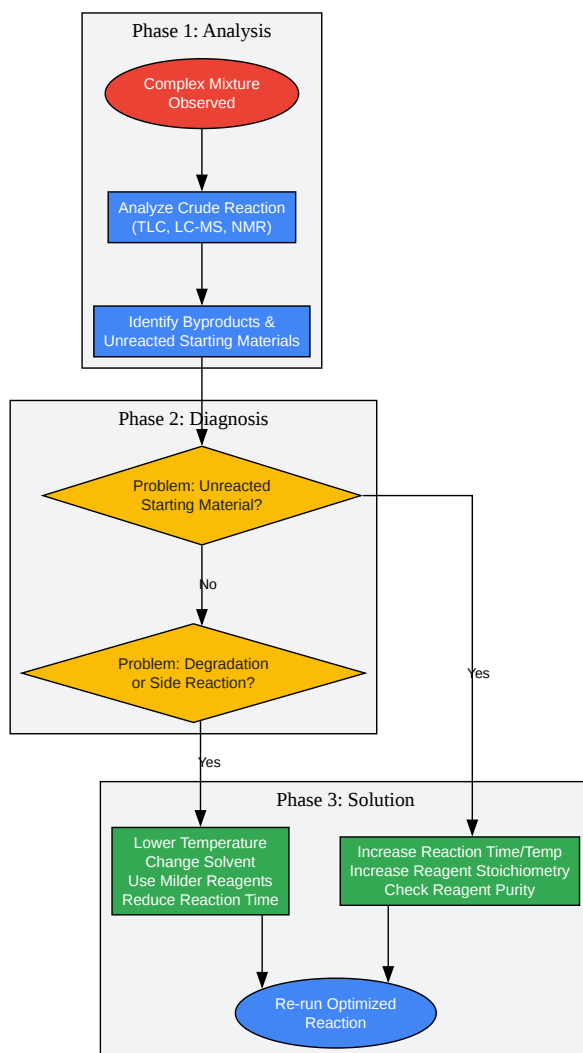 Phase 1: Analysis
Complex Mixture
Observed
Analyze Crude Reaction
(TLC, LC-MS, NMR)
Identify Byproducts &
Unreacted Starting Materials
Phase 2: Diagnosis
Problem: Unreacted
Starting Material?
No
Problem: Degradation
or Side Reaction?
Yes
Yes
Phase 3: Solution
Lower Temperature
Change Solvent
Use Milder Reagents
Reduce Reaction Time
Increase Reaction Time/Temp
Increase Reagent Stoichiometry
Check Reagent Purity
Re-run Optimized
Reaction